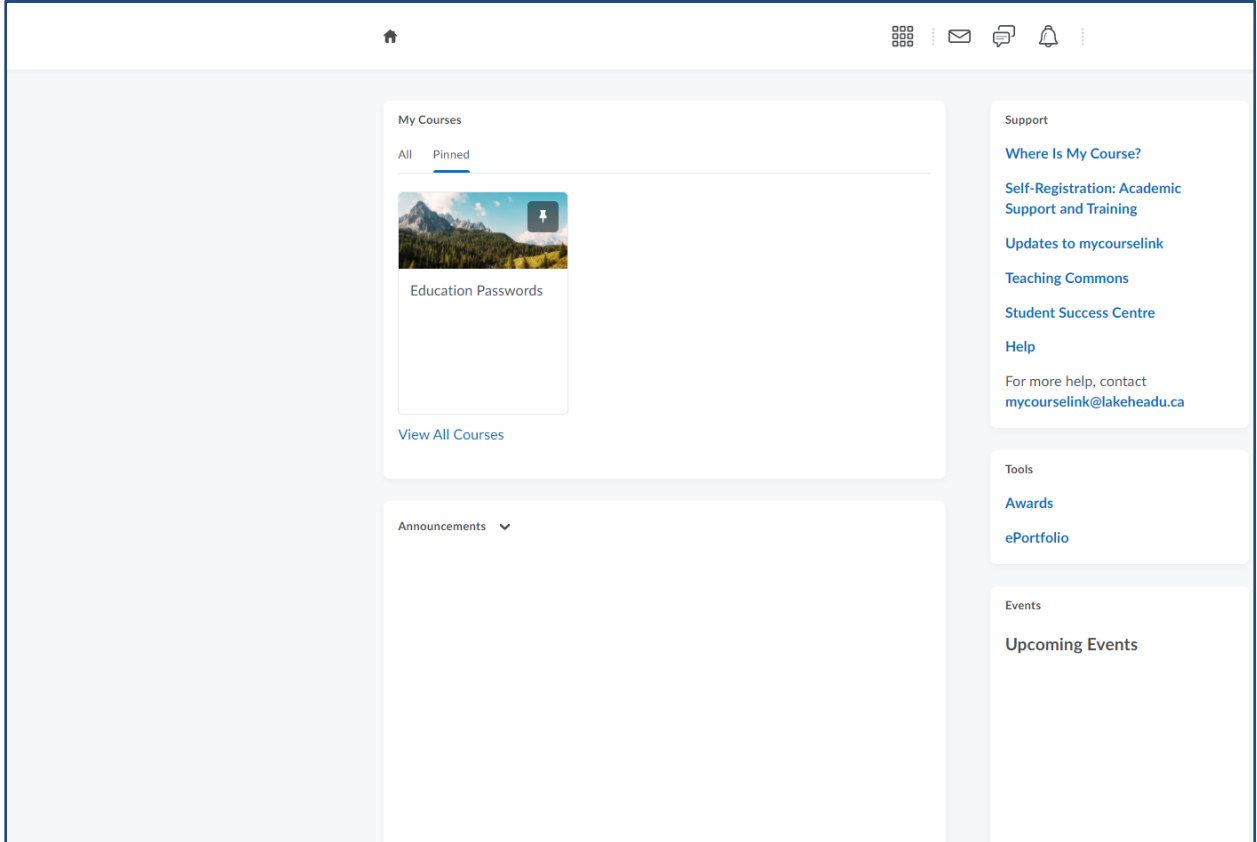 My Courses
All Pinned
Education Passwords
View All Courses
Announcements
Support
Where Is My Course?
Self-Registration: Academic
Support and Training
Updates to mycourselink
Teaching Commons
Student Success Centre
Help
For more help, contact
mycourselink@lakeheadu.ca
Tools
Awards
ePortfolio
Events
Upcoming Events